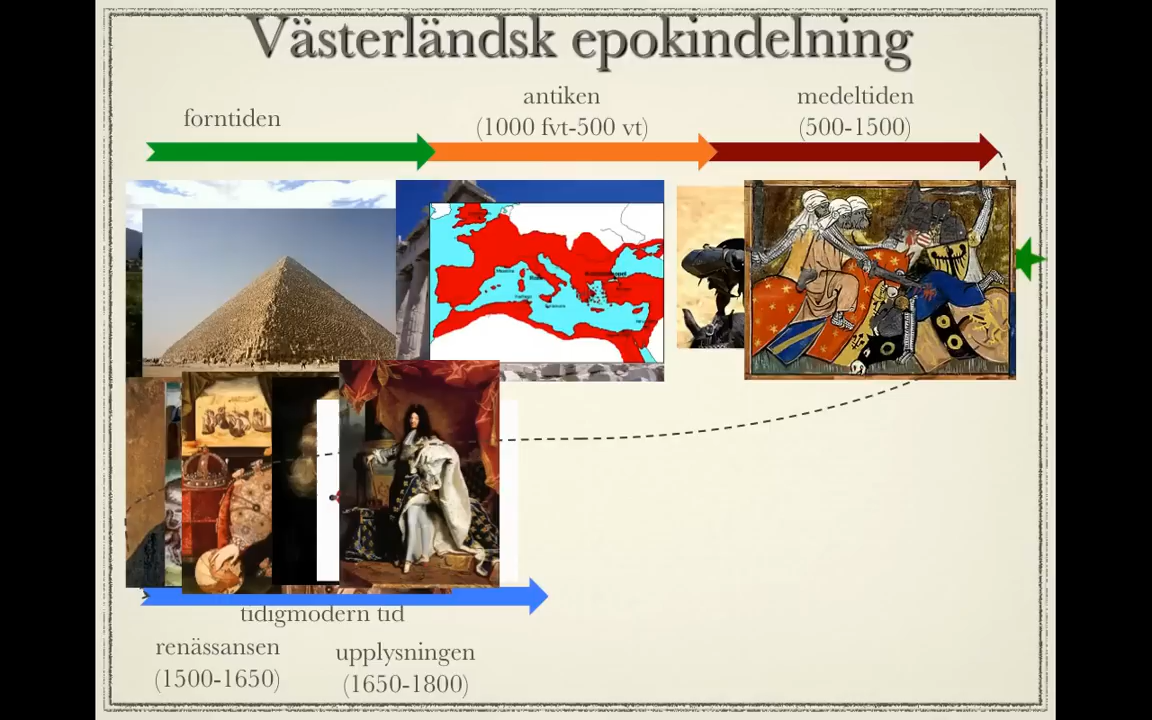 Västerländsk epokindelning
forntiden
antiken
(1000 fvt-500 vt)
medeltiden
(500-1500)
tidigmodern tid
renässansen
(1500-1650)
upplysningen
(1650-1800)